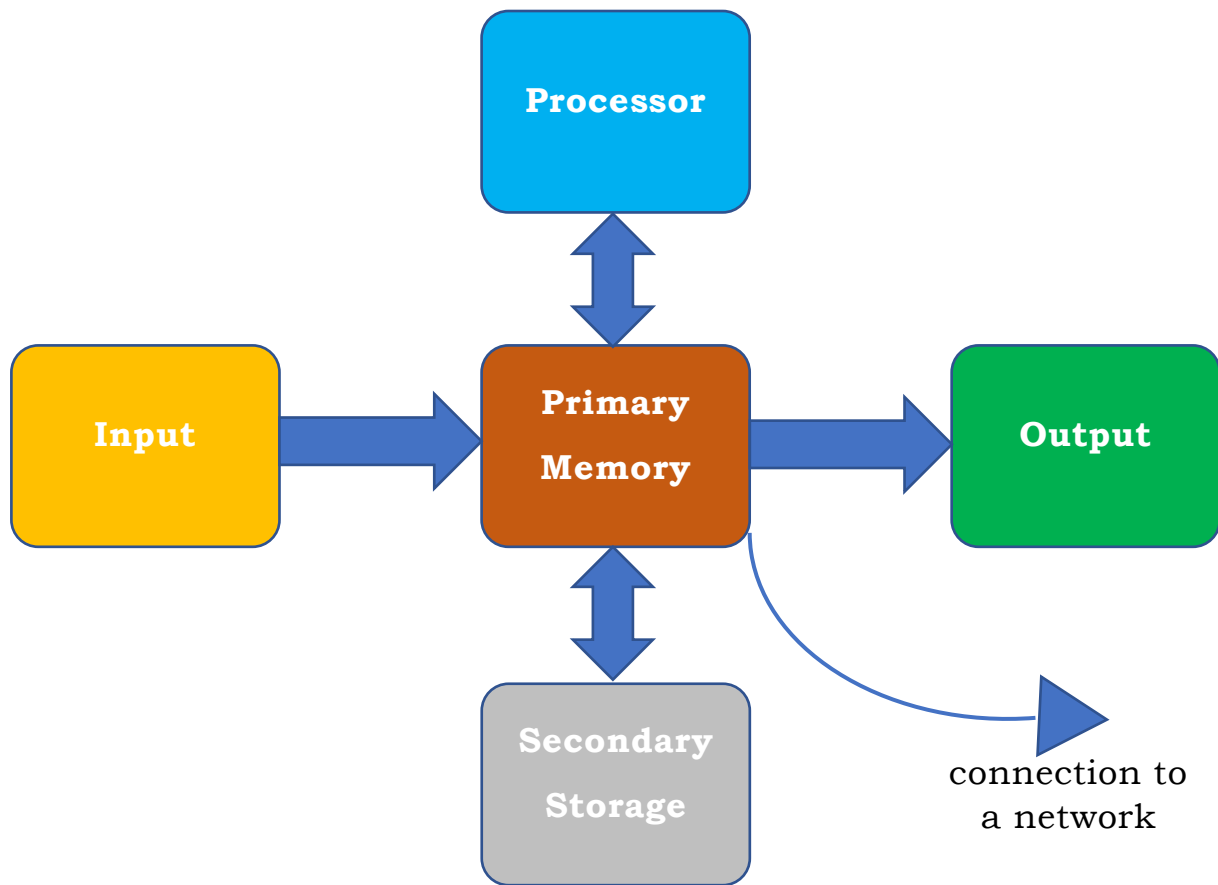 Processor
Input
Primary
Memory
Output
Secondary
Storage
connection to
a network